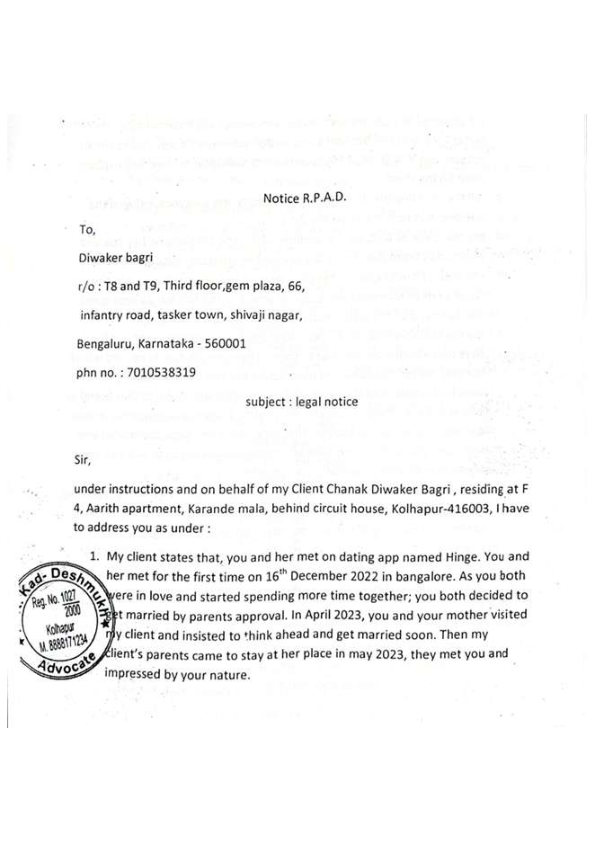 Notice R.P.A.D.
To,
Diwaker bagri
r/o : T8 and T9, Third floor,gem plaza, 66,
infantry road, tasker town, shivaji nagar,
Bengaluru, Karnataka - 560001
phn no. : 7010538319
subject : legal notice
Sir,
under instructions and on behalf of my Client Chanak Diwaker Bagri , residing at F
4, Aarith apartment, Karande mala, behind circuit house, Kolhapur-416003, I have
to address you as under :
1. My client states that, you and her met on dating app named Hinge. You and
her met for the first time on 16th December 2022 in bangalore. As you both
were in love and started spending more time together; you both decided to
get married by parents approval. In April 2023, you and your mother visited
my client and insisted to think ahead and get married soon. Then my
client's parents came to stay at her place in may 2023, they met you and
impressed by your nature.
Kad-Deshmukh
Reg. No. 1027
2000
Kolhapur
M. 8888171234
Advocate